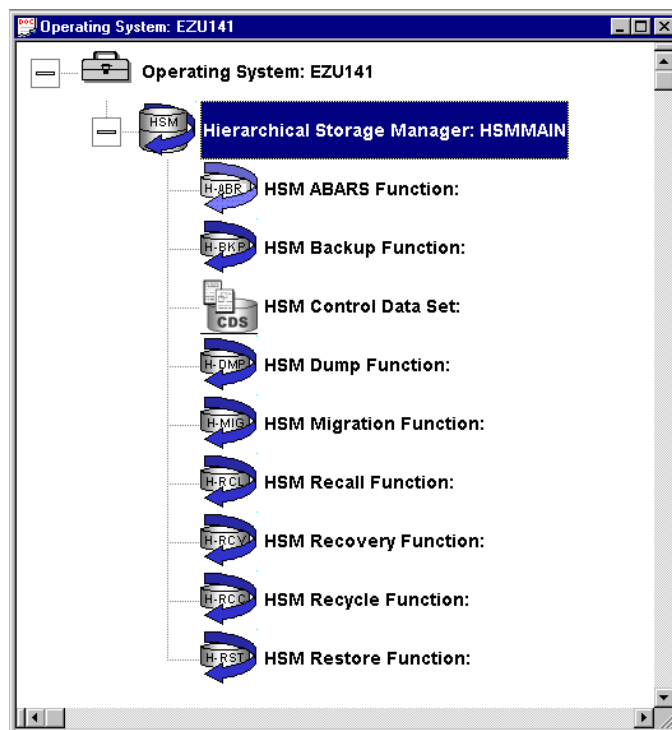 DOC
Operating System: EZU141
Operating System: EZU141
HSM
Hierarchical Storage Manager: HSMMAIN
H-ABR
HSM ABARS Function:
H-BKP
HSM Backup Function:
CDS
HSM Control Data Set:
H-DMP
HSM Dump Function:
H-MIG
HSM Migration Function:
H-RCL
HSM Recall Function:
H-RCV
HSM Recovery Function:
H-RCC
HSM Recycle Function:
H-RST
HSM Restore Function: